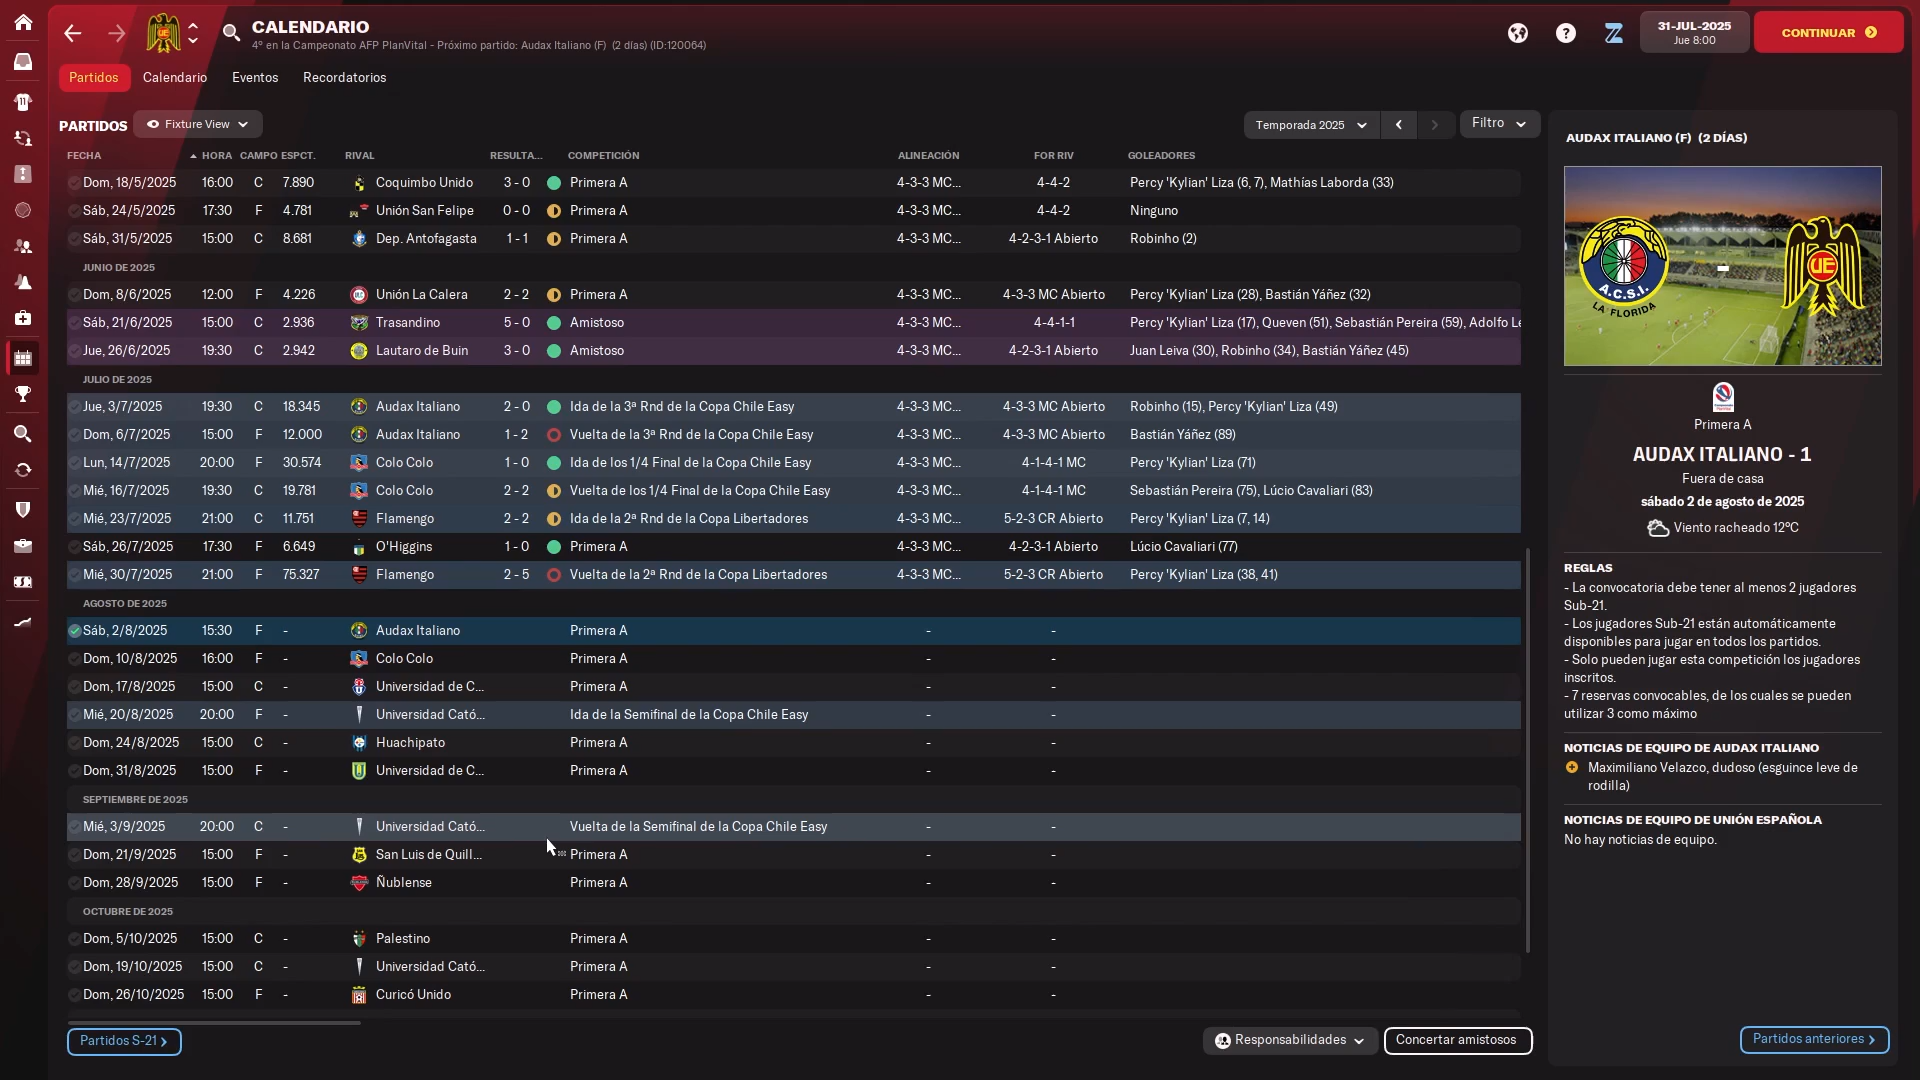 CALENDARIO
4º en la Campeonato AFP PlanVital - Próximo partido: Audax Italiano (F) (2 días) (ID:120064)
31-JUL-2025
Jue 8:00
CONTINUAR
Partidos Calendario Eventos Recordatorios
PARTIDOS Fixture View Temporada 2025 Filtro
FECHA HORA CAMPO ESPCT. RIVAL RESULTA... COMPETICIÓN ALINEACIÓN FOR RIV GOLEADORES
Dom, 18/5/2025 16:00 C 7.890 Coquimbo Unido 3 - 0 Primera A 4-3-3 MC... 4-4-2 Percy 'Kylian' Liza (6, 7), Mathías Laborda (33)
Sáb, 24/5/2025 17:30 F 4.781 Unión San Felipe 0 - 0 Primera A 4-3-3 MC... 4-4-2 Ninguno
Sáb, 31/5/2025 15:00 C 8.681 Dep. Antofagasta 1 - 1 Primera A 4-3-3 MC... 4-2-3-1 Abierto Robinho (2)
JUNIO DE 2025
Dom, 8/6/2025 12:00 F 4.226 Unión La Calera 2 - 2 Primera A 4-3-3 MC... 4-3-3 MC Abierto Percy 'Kylian' Liza (28), Bastián Yáñez (32)
Sáb, 21/6/2025 15:00 C 2.936 Trasandino 5 - 0 Amistoso 4-3-3 MC... 4-4-1-1 Percy 'Kylian' Liza (17), Queven (51), Sebastián Pereira (59), Adolfo Le
Jue, 26/6/2025 19:30 C 2.942 Lautaro de Buin 3 - 0 Amistoso 4-3-3 MC... 4-2-3-1 Abierto Juan Leiva (30), Robinho (34), Bastián Yáñez (45)
JULIO DE 2025
Jue, 3/7/2025 19:30 C 18.345 Audax Italiano 2 - 0 Ida de la 3ª Rnd de la Copa Chile Easy 4-3-3 MC... 4-3-3 MC Abierto Robinho (15), Percy 'Kylian' Liza (49)
Dom, 6/7/2025 15:00 F 12.000 Audax Italiano 1 - 2 Vuelta de la 3ª Rnd de la Copa Chile Easy 4-3-3 MC... 4-3-3 MC Abierto Bastián Yáñez (89)
Lun, 14/7/2025 20:00 F 30.574 Colo Colo 1 - 0 Ida de los 1/4 Final de la Copa Chile Easy 4-3-3 MC... 4-1-4-1 MC Percy 'Kylian' Liza (71)
Mié, 16/7/2025 19:30 C 19.781 Colo Colo 2 - 2 Vuelta de los 1/4 Final de la Copa Chile Easy 4-3-3 MC... 4-1-4-1 MC Sebastián Pereira (75), Lúcio Cavaliari (83)
Mié, 23/7/2025 21:00 C 11.751 Flamengo 2 - 2 Ida de la 2ª Rnd de la Copa Libertadores 4-3-3 MC... 5-2-3 CR Abierto Percy 'Kylian' Liza (7, 14)
Sáb, 26/7/2025 17:30 F 6.649 O'Higgins 1 - 0 Primera A 4-3-3 MC... 4-2-3-1 Abierto Lúcio Cavaliari (77)
Mié, 30/7/2025 21:00 F 75.327 Flamengo 2 - 5 Vuelta de la 2ª Rnd de la Copa Libertadores 4-3-3 MC... 5-2-3 CR Abierto Percy 'Kylian' Liza (38, 41)
AGOSTO DE 2025
Sáb, 2/8/2025 15:30 F - Audax Italiano Primera A - -
Dom, 10/8/2025 16:00 F - Colo Colo Primera A - -
Dom, 17/8/2025 15:00 C - Universidad de C... Primera A - -
Mié, 20/8/2025 20:00 F - Universidad Cató... Ida de la Semifinal de la Copa Chile Easy - -
Dom, 24/8/2025 15:00 C - Huachipato Primera A - -
Dom, 31/8/2025 15:00 F - Universidad de C... Primera A - -
SEPTIEMBRE DE 2025
Mié, 3/9/2025 20:00 C - Universidad Cató... Vuelta de la Semifinal de la Copa Chile Easy - -
Dom, 21/9/2025 15:00 F - San Luis de Quill... Primera A - -
Dom, 28/9/2025 15:00 F - Ñublense Primera A - -
OCTUBRE DE 2025
Dom, 5/10/2025 15:00 C - Palestino Primera A - -
Dom, 19/10/2025 15:00 C - Universidad Cató... Primera A - -
Dom, 26/10/2025 15:00 F - Curicó Unido Primera A - -
Partidos S-21 Responsabilidades Concertar amistosos
AUDAX ITALIANO (F) (2 DÍAS)
A.C.S.I. - UE
LA FLORIDA
Primera A
AUDAX ITALIANO - 1
Fuera de casa
sábado 2 de agosto de 2025
Viento racheado 12ºC
REGLAS
- La convocatoria debe tener al menos 2 jugadores
Sub-21.
- Los jugadores Sub-21 están automáticamente
disponibles para jugar en todos los partidos.
- Solo pueden jugar esta competición los jugadores
inscritos.
- 7 reservas convocables, de los cuales se pueden
utilizar 3 como máximo
NOTICIAS DE EQUIPO DE AUDAX ITALIANO
Maximiliano Velazco, dudoso (esguince leve de
rodilla)
NOTICIAS DE EQUIPO DE UNIÓN ESPAÑOLA
No hay noticias de equipo.
Partidos anteriores